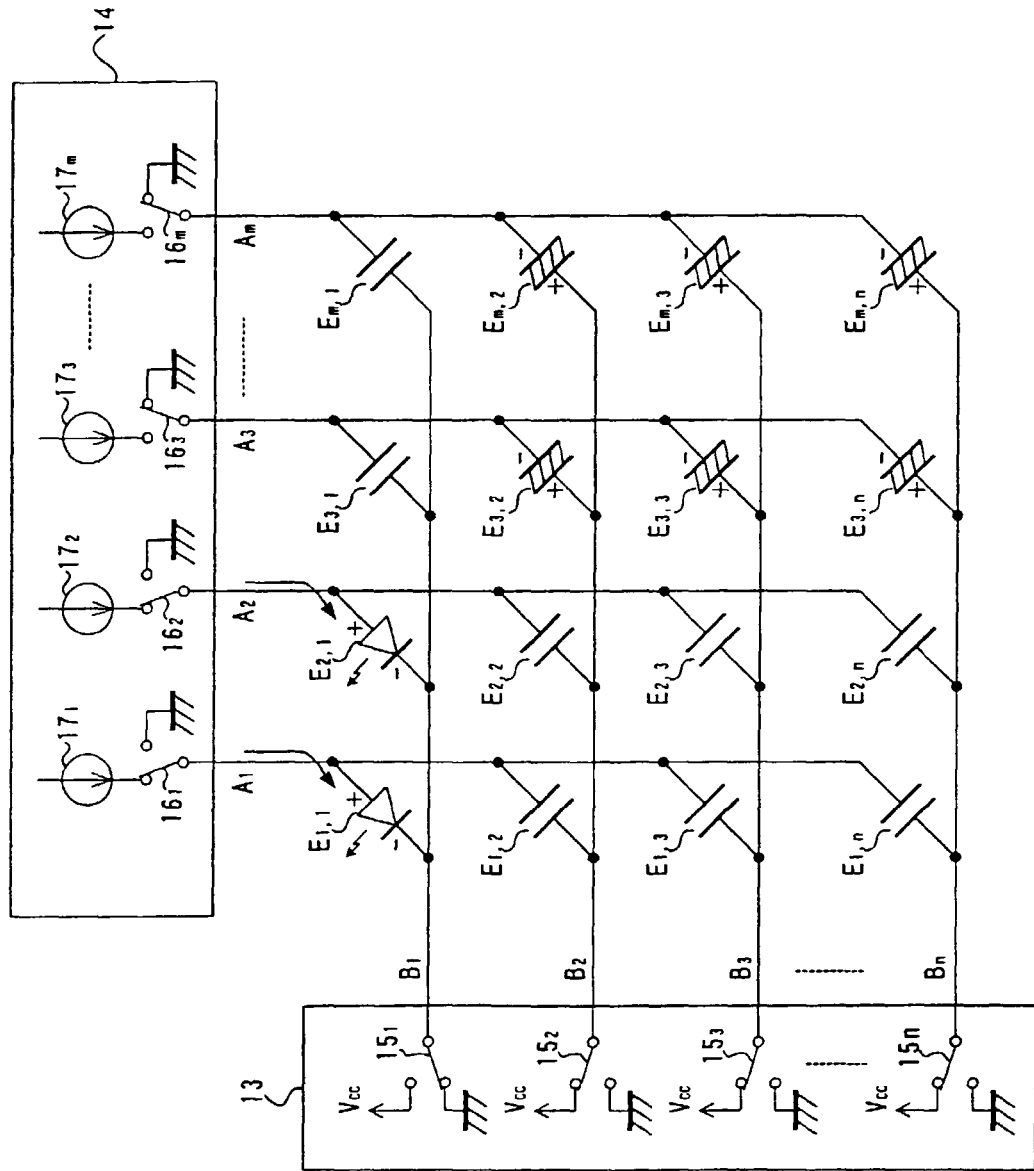 14
17₁ 17₂ 17₃ 17m
16₁ 16₂ 16₃ 16m
A₁ A₂ A₃ Am
E₁,₁ + - E₂,₁ + - E₃,₁ Em,₁
B₁
E₁,₂ E₂,₂ E₃,₂ - + Em,₂ - +
B₂
E₁,₃ E₂,₃ E₃,₃ - + Em,₃ - +
B₃
E₁,n E₂,n E₃,n - + Em,n - +
Bn
13
Vcc 15₁
Vcc 15₂
Vcc 15₃
Vcc 15n